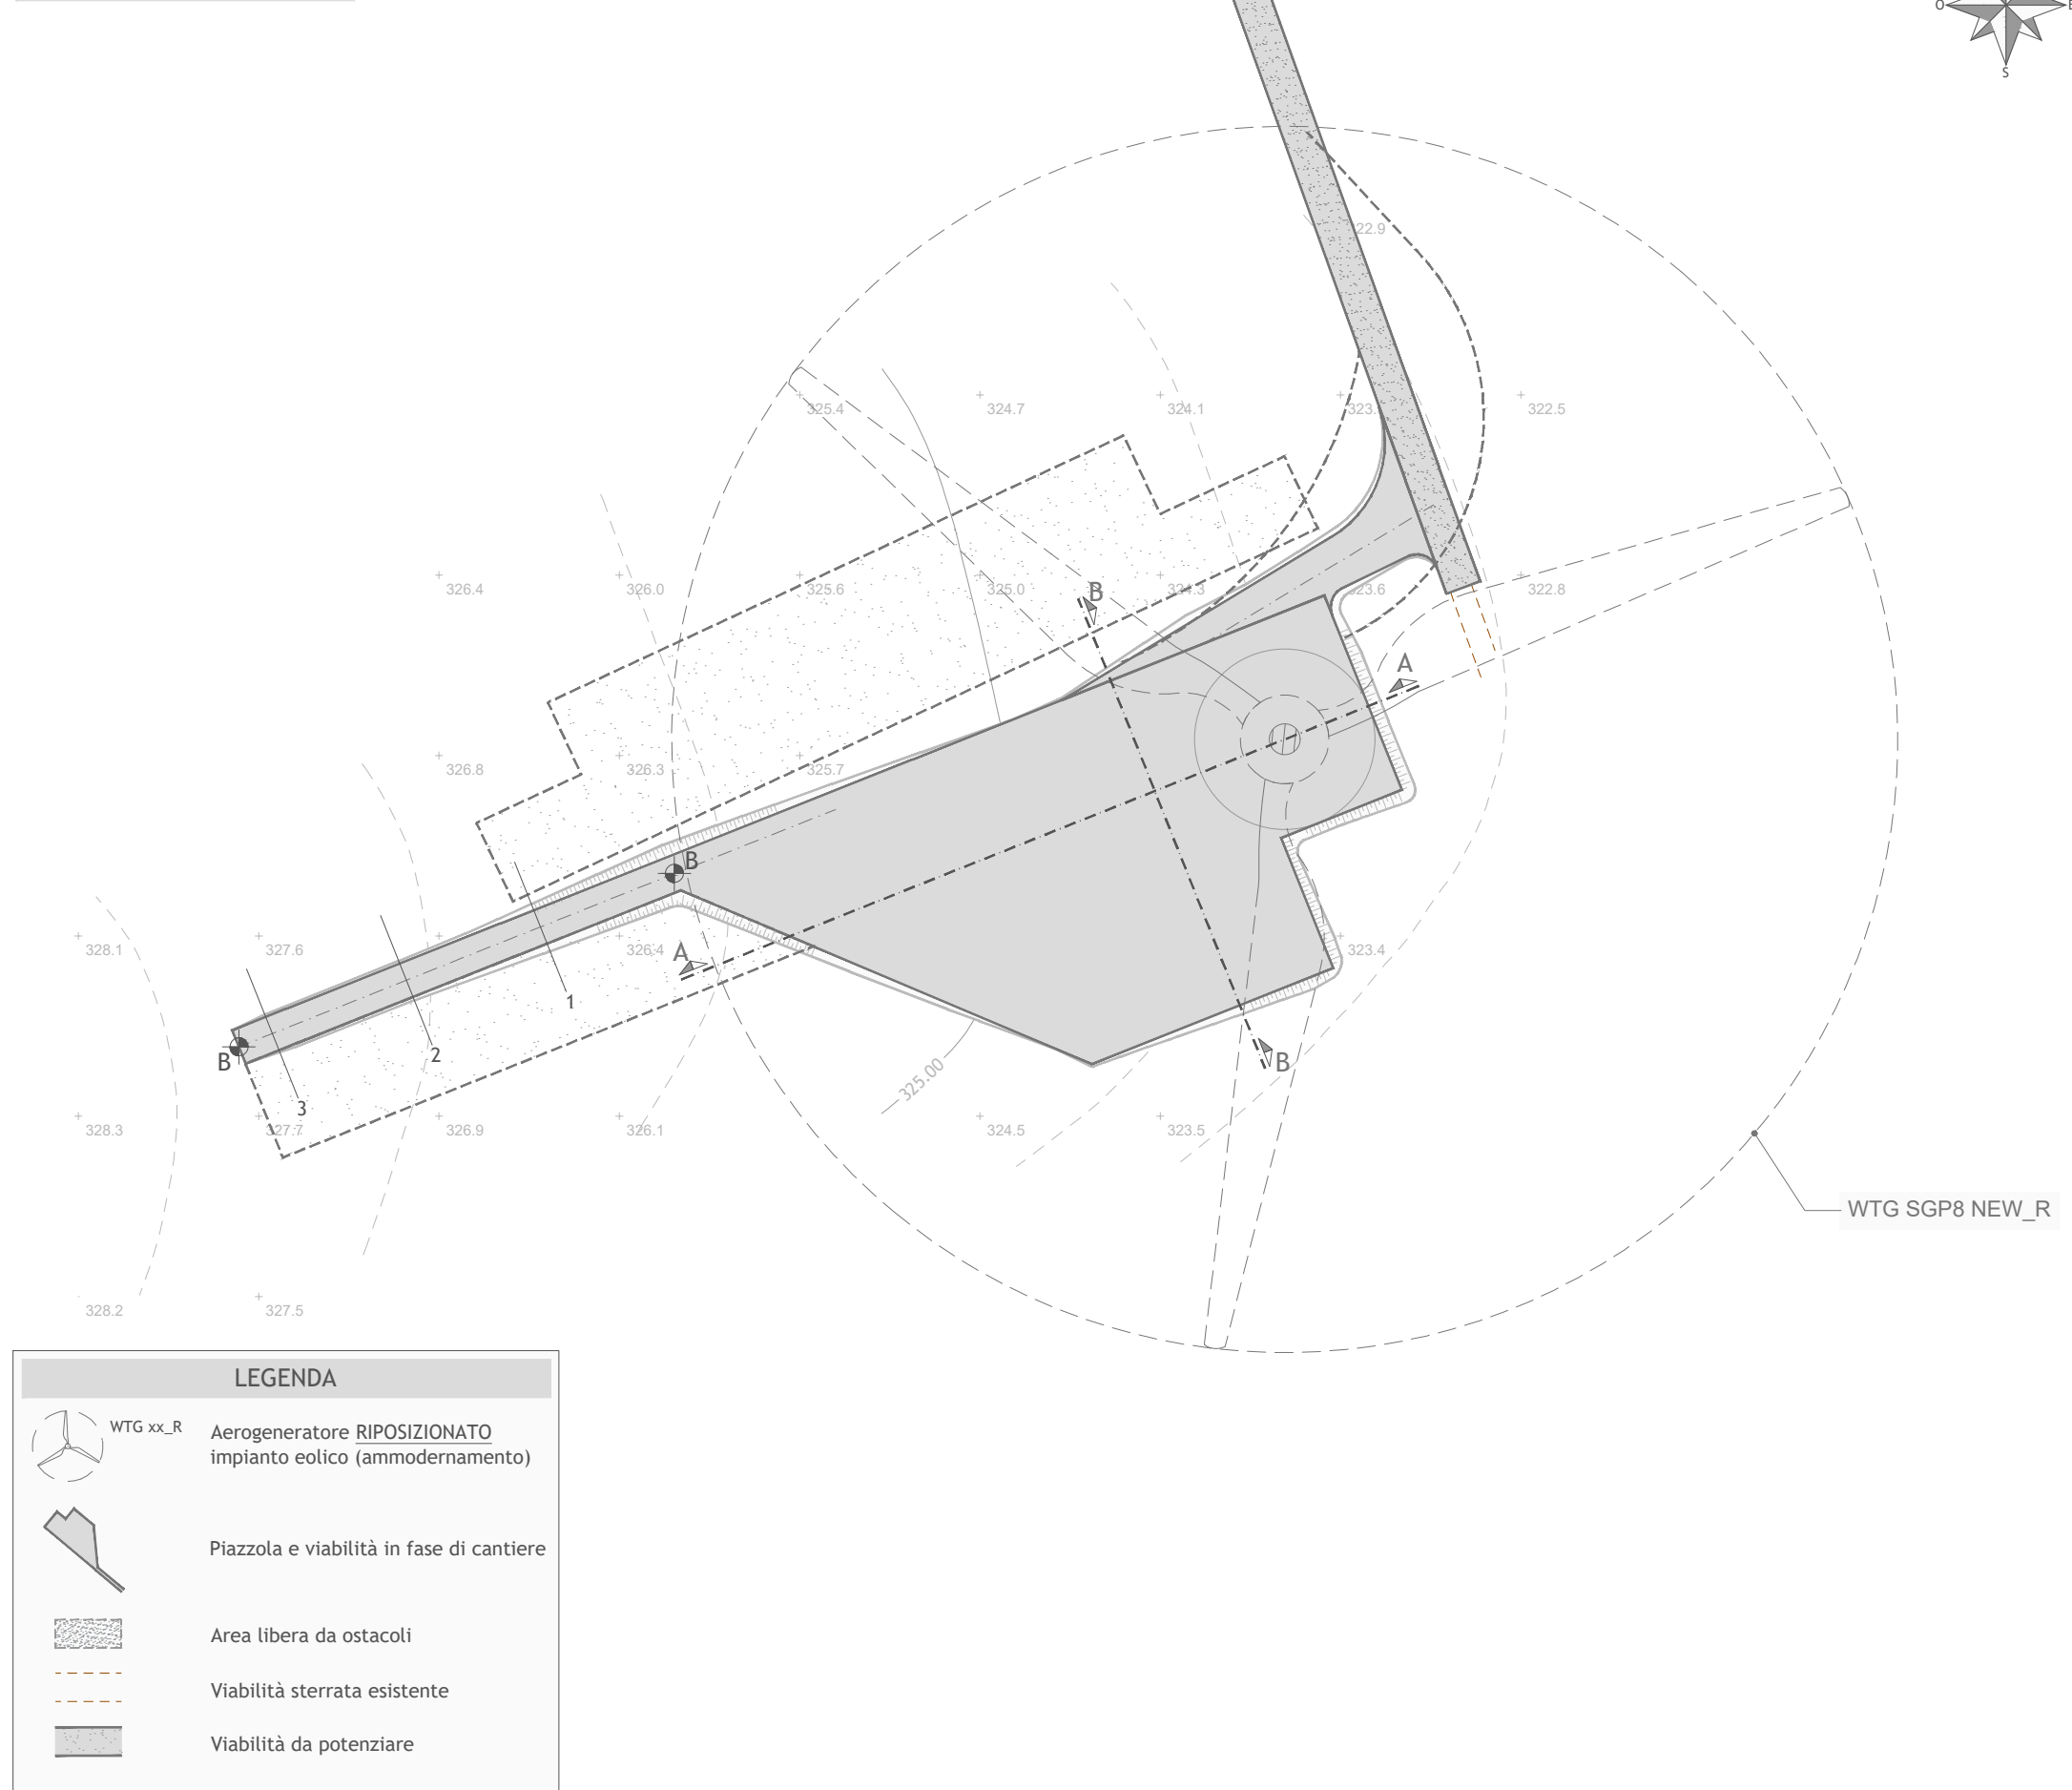 O
E
S
22.9
325.4
324.7
324.1
323.
322.5
326.4
326.0
325.6
325.0
B
324.3
323.6
322.8
A
326.8
326.3
325.7
B
328.1
327.6
326.4
A
323.4
1
2
B
B
325.00
3
328.3
327.7
326.9
326.1
324.5
323.5
WTG SGP8 NEW_R
328.2
327.5
LEGENDA
WTG xx_R
Aerogeneratore RIPOSIZIONATO
impianto eolico (ammodernamento)
Piazzola e viabilità in fase di cantiere
Area libera da ostacoli
Viabilità sterrata esistente
Viabilità da potenziare